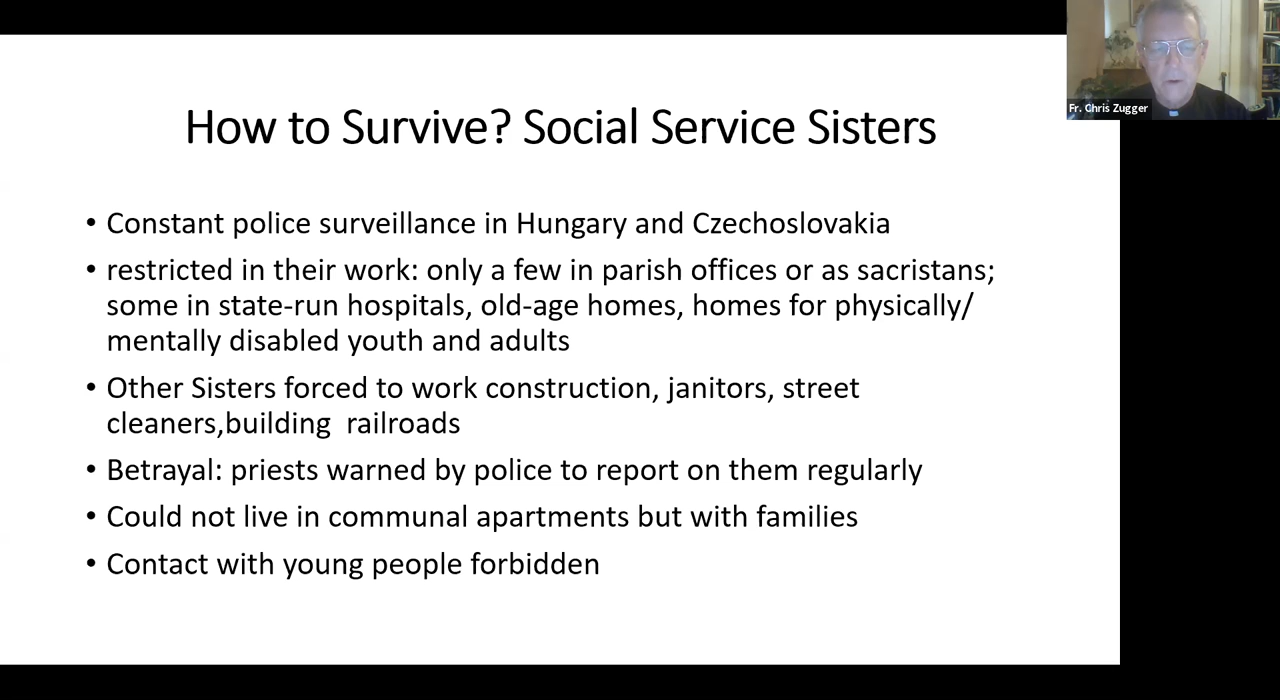 How to Survive? Social Service Sisters
• Constant police surveillance in Hungary and Czechoslovakia
• restricted in their work: only a few in parish offices or as sacristans;
some in state-run hospitals, old-age homes, homes for physically/
mentally disabled youth and adults
• Other Sisters forced to work construction, janitors, street
cleaners,building  railroads
• Betrayal: priests warned by police to report on them regularly
• Could not live in communal apartments but with families
• Contact with young people forbidden
Fr. Chris Zugger